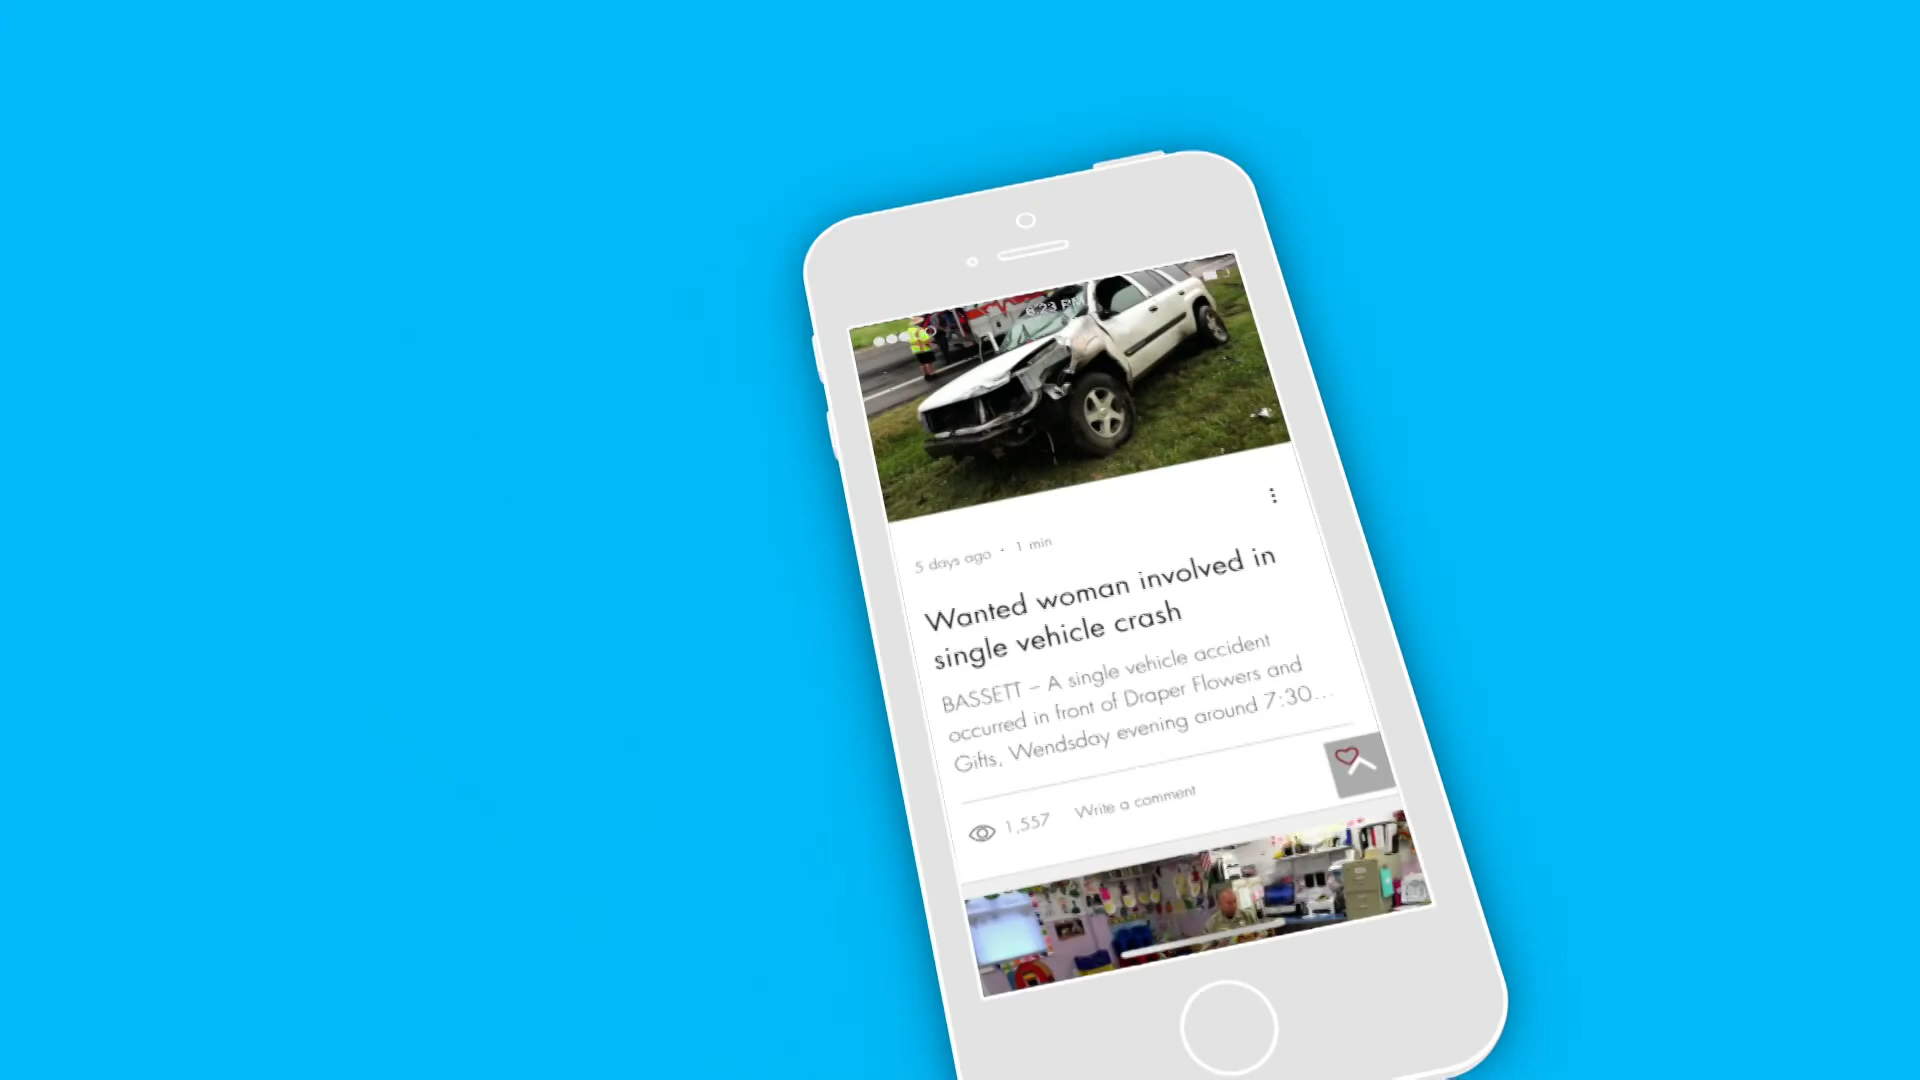 5 days ago · 1 min
Wanted woman involved in
single vehicle crash
BASSETT – A single vehicle accident
occurred in front of Draper Flowers and
Gifts, Wendsday evening around 7:30...
1,557 Write a comment